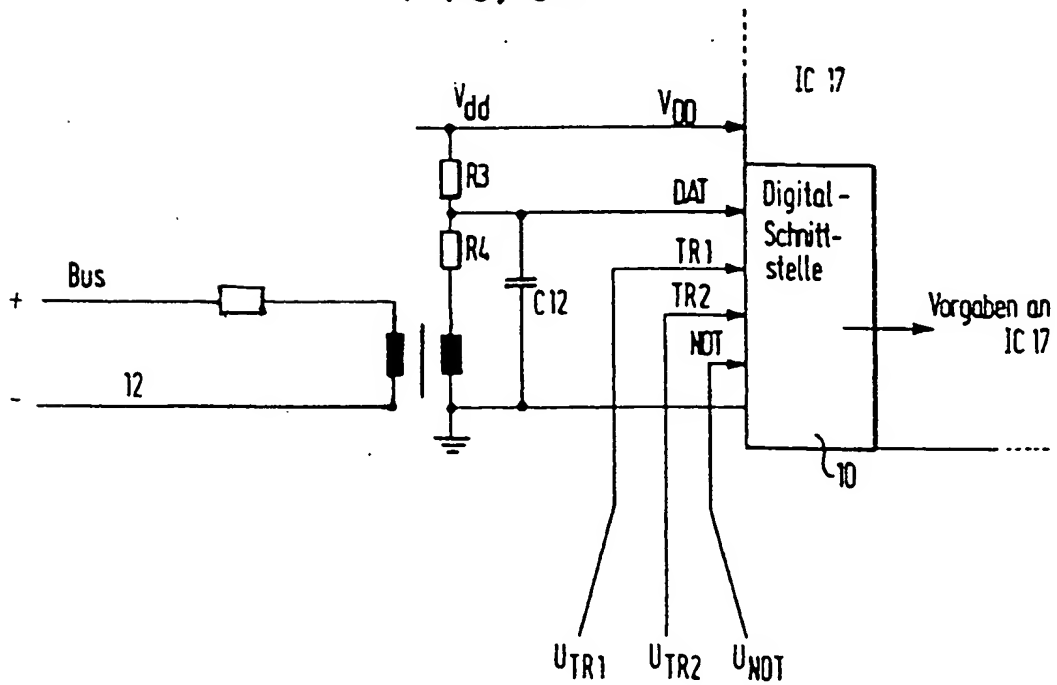 IC 17
Vdd
VDD
R3
DAT
Digital-
Schnitt-
stelle
R4
TR1
Bus
+
C12
TR2
Vorgaben an
IC 17
NOT
12
-
10
UTR1
UTR2
UNOT